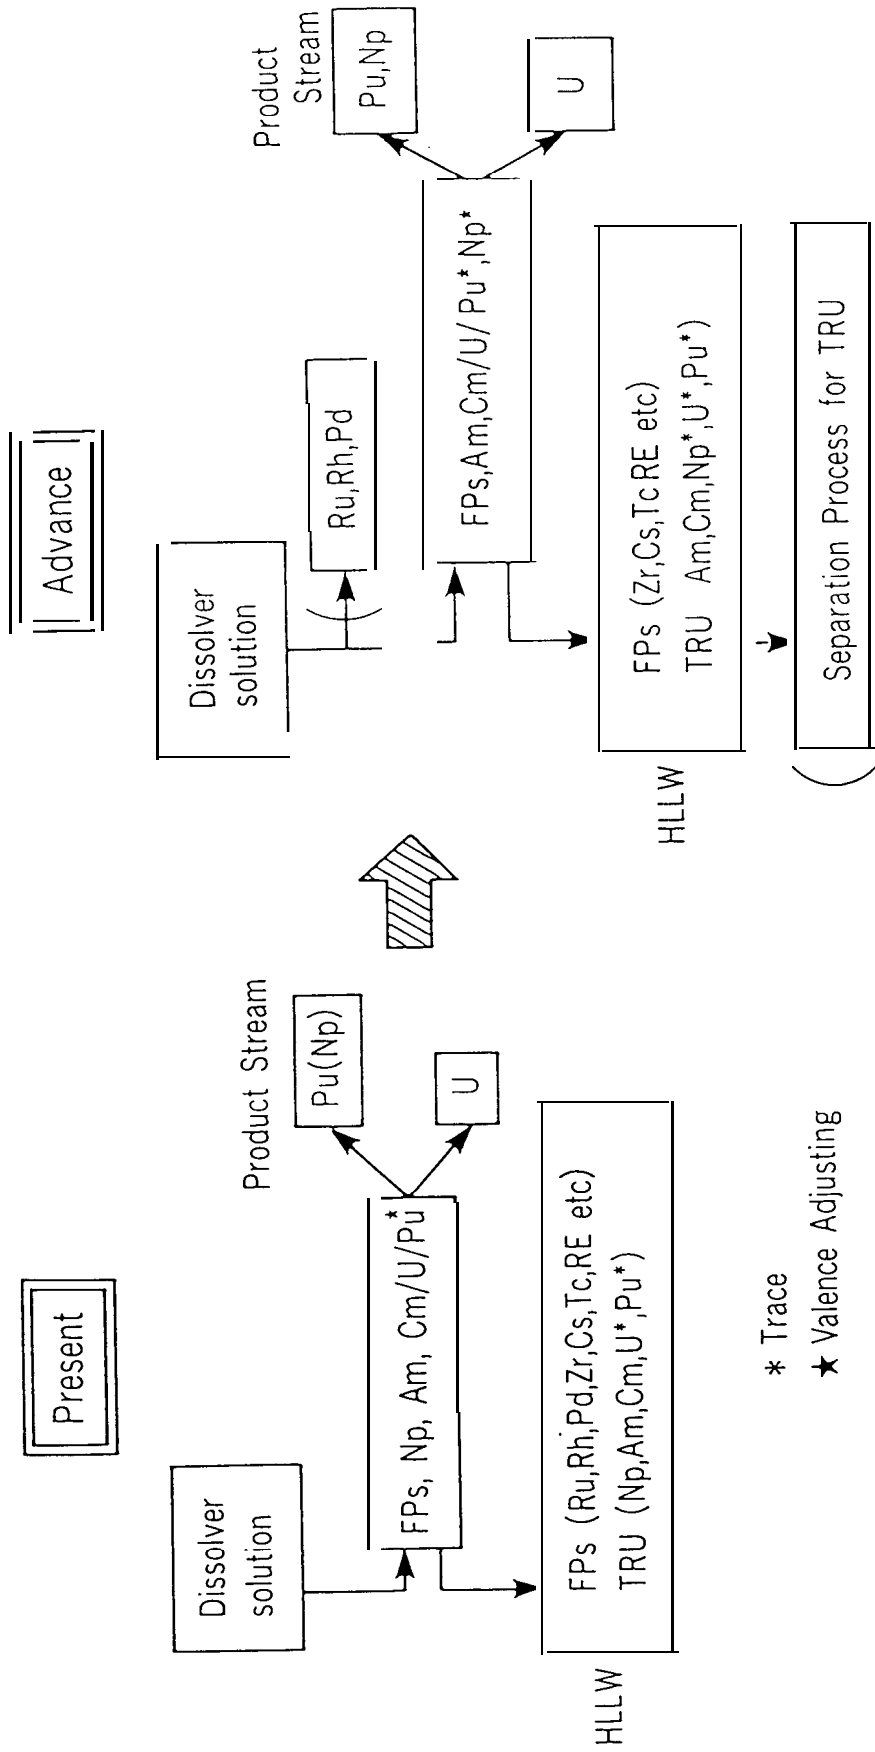 Present
Dissolver
solution
FPs, Np, Am, Cm/U/Pu★
Product Stream
Pu(Np)
U
HLLW
FPs (Ru,Rh,Pd,Zr,Cs,Tc,RE etc)
TRU (Np,Am,Cm,U*,Pu*)
* Trace
★ Valence Adjusting
Advance
Dissolver
solution
Ru,Rh,Pd
FPs,Am,Cm/U/Pu★,Np★
Product
Stream
Pu,Np
U
HLLW
FPs (Zr,Cs,Tc RE etc)
TRU Am,Cm,Np*,U*,Pu*)
Separation Process for TRU